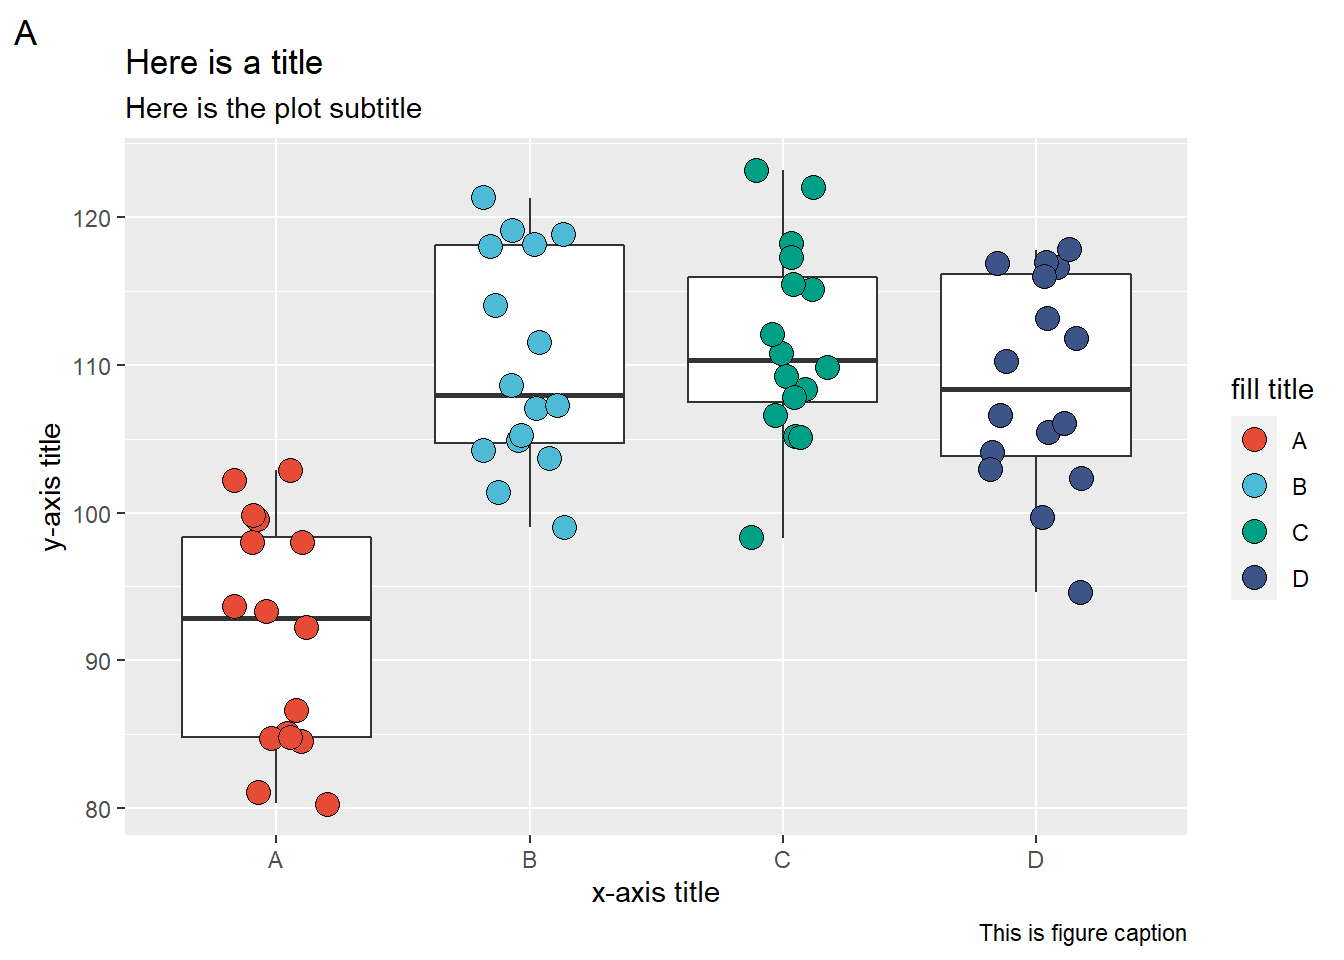 A
Here is a title
Here is the plot subtitle
y-axis title
120
110
100
90
80
A
B
C
D
x-axis title
fill title
A
B
C
D
This is figure caption